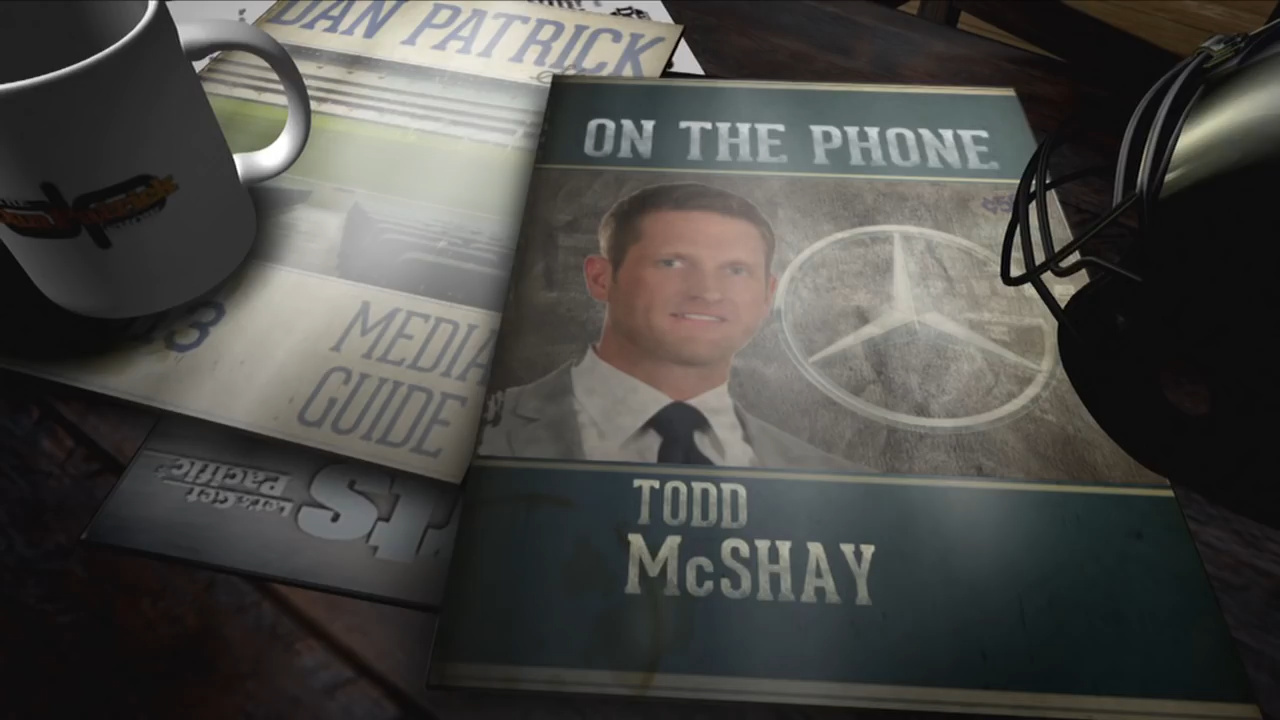 DAN PATRICK
ON THE PHONE
MEDIA
GUIDE
TODD
McSHAY